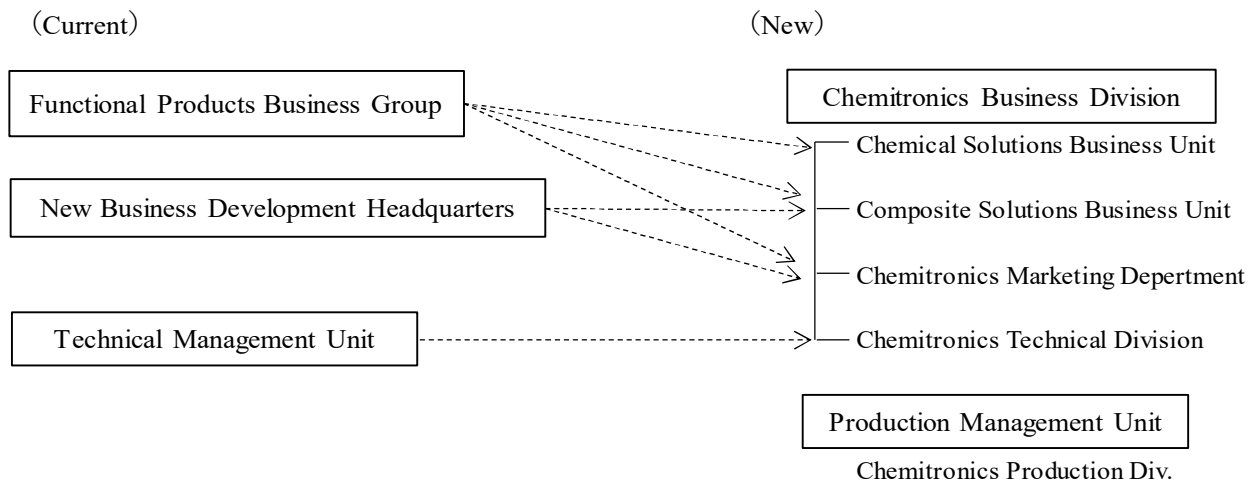 （Current）
（New）
Functional Products Business Group
Chemitronics Business Division
Chemical Solutions Business Unit
New Business Development Headquarters
Composite Solutions Business Unit
Chemitronics Marketing Depertment
Technical Management Unit
Chemitronics Technical Division
Production Management Unit
Chemitronics Production Div.